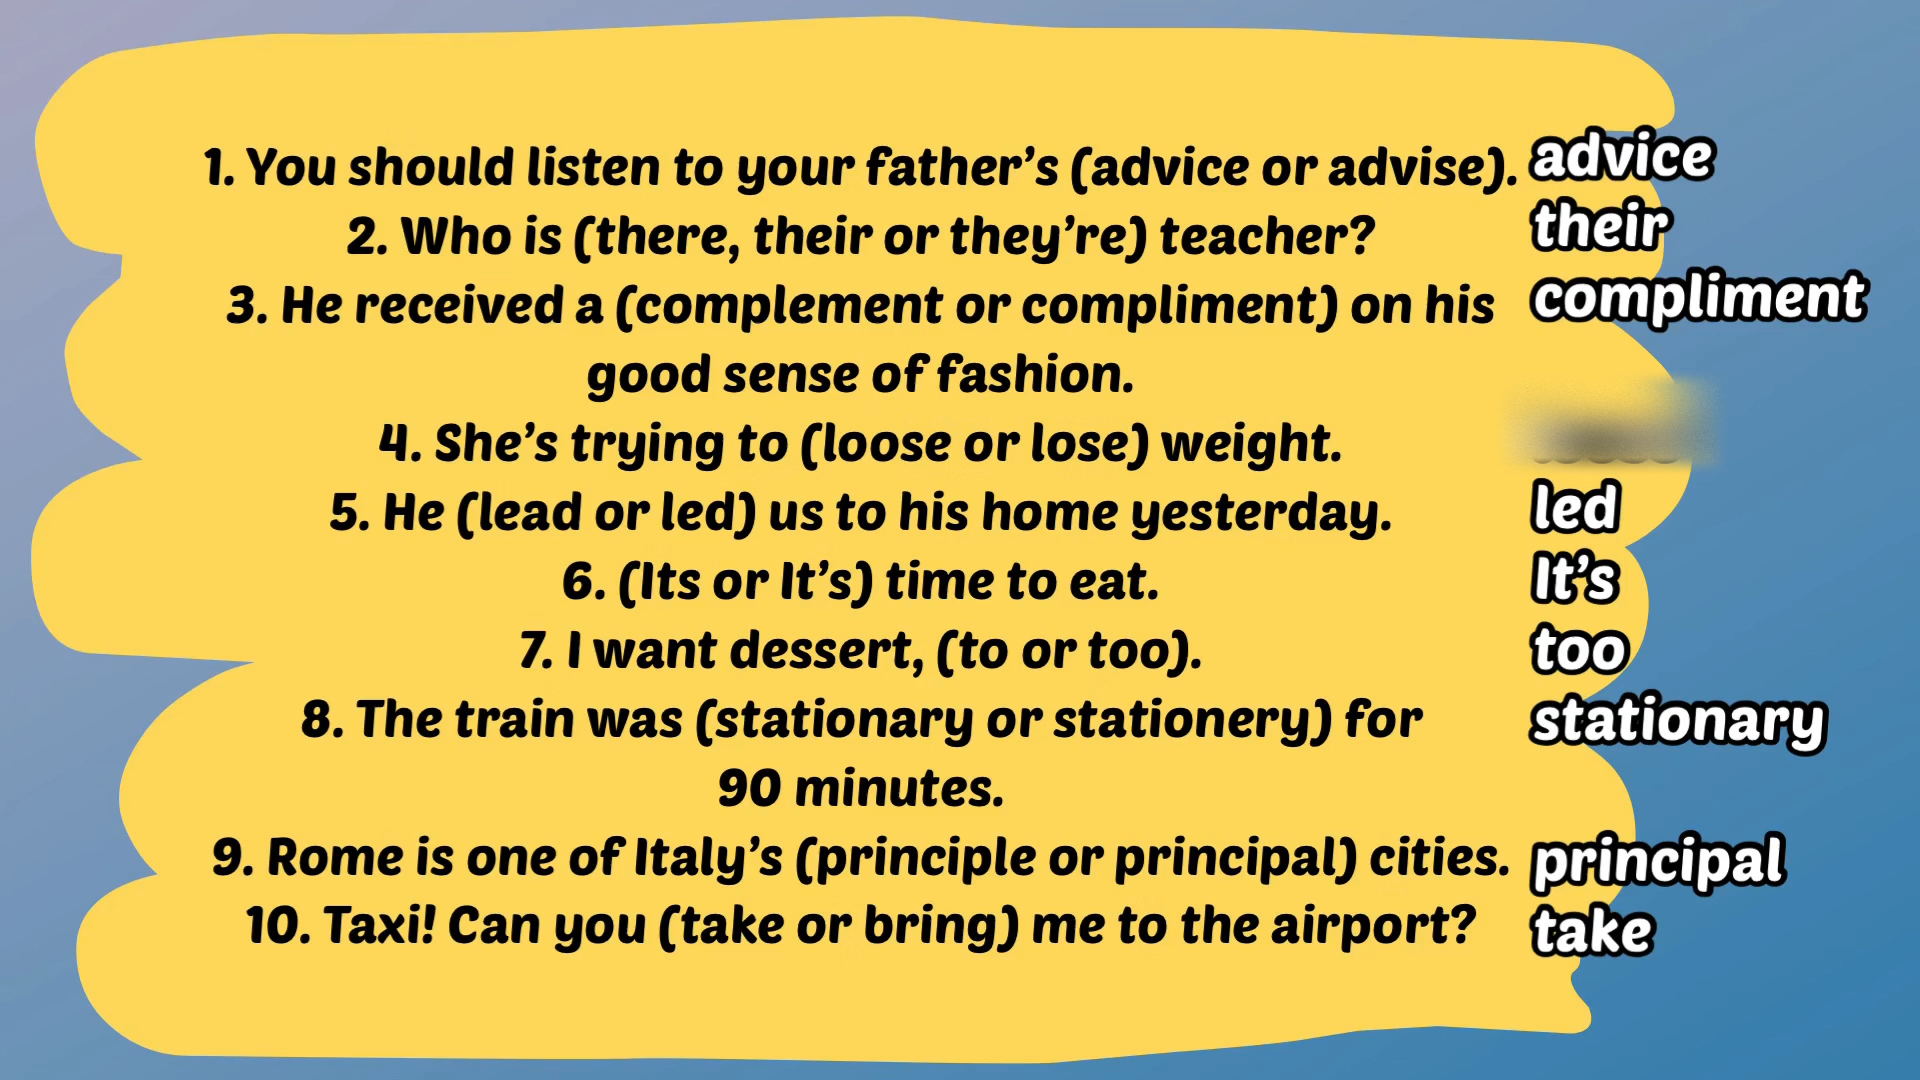 1. You should listen to your father’s (advice or advise). advice
2. Who is (there, their or they’re) teacher? their
3. He received a (complement or compliment) on his compliment
good sense of fashion.
4. She’s trying to (loose or lose) weight.
5. He (lead or led) us to his home yesterday. led
6. (Its or It’s) time to eat. It’s
7. I want dessert, (to or too). too
8. The train was (stationary or stationery) for stationary
90 minutes.
9. Rome is one of Italy’s (principle or principal) cities. principal
10. Taxi! Can you (take or bring) me to the airport? take